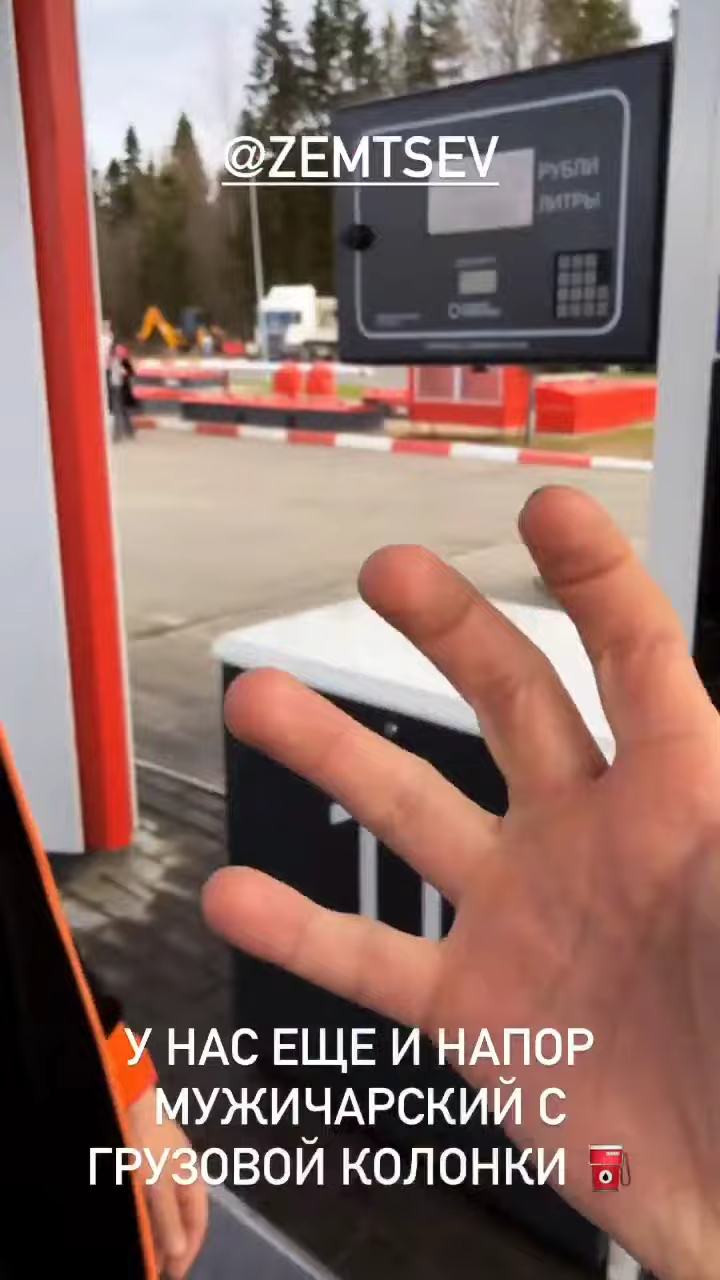 @ZEMTSEV
РУБЛИ
ЛИТРЫ
У НАС ЕЩЕ И НАПОР
МУЖИЧАРСКИЙ С
ГРУЗОВОЙ КОЛОНКИ ⛽